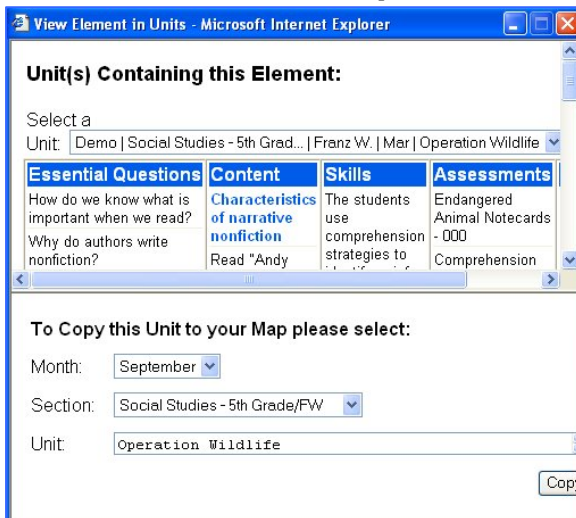 View Element in Units - Microsoft Internet Explorer
Unit(s) Containing this Element:
Select a
Unit: Demo | Social Studies - 5th Grad... | Franz W. | Mar | Operation Wildlife
Essential Questions Content Skills Assessments
How do we know what is
important when we read?
Why do authors write
nonfiction?
Characteristics
of narrative
nonfiction
Read "Andy
The students
use
comprehension
strategies to
Endangered
Animal Notecards
- 000
Comprehension
To Copy this Unit to your Map please select:
Month: September
Section: Social Studies - 5th Grade/FW
Unit: Operation Wildlife
Copy